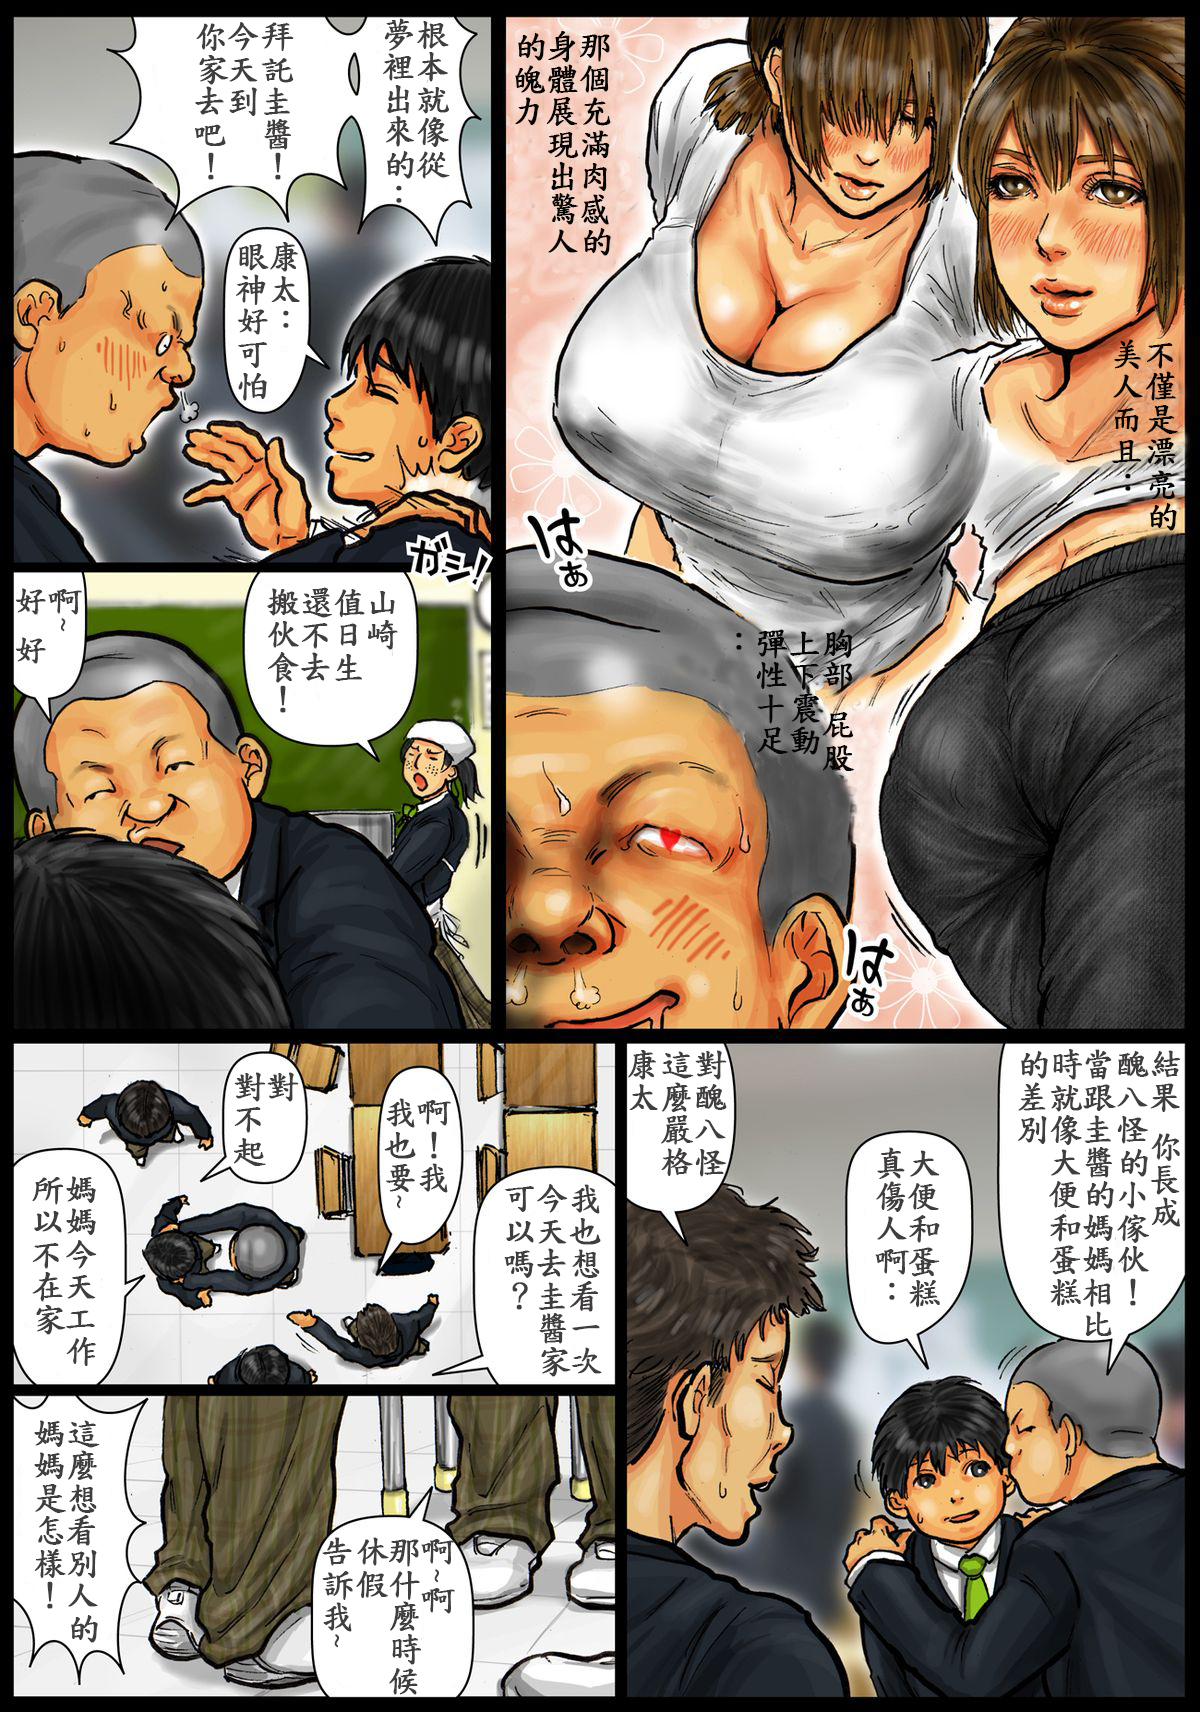 不僅是漂亮的
美人而且：
那個充滿肉感的
身體展現出驚人
的魄力
はぁ
胸部 屁股
上下震動
彈性十足
：
はぁ
根本就像從
夢裡出來的：
拜託圭醬！
今天到
你家去吧！
康太：
眼神好可怕
ガシ！
山崎
值日生
還不去
搬伙食！
啊~
好 好
結果 你長成
醜八怪的小傢伙！
當跟圭醬的媽媽相比
時就像大便和蛋糕
的差別
大便和蛋糕
真傷人啊：
對醜八怪
這麼嚴格
康太
我也想看一次
今天去圭醬家
可以嗎？
啊！我
我也要~
對
對不起
媽媽今天工作
所以不在家
啊~啊
那什麼時候
休假
告訴我~
這麼想看別人的
媽媽是怎樣！